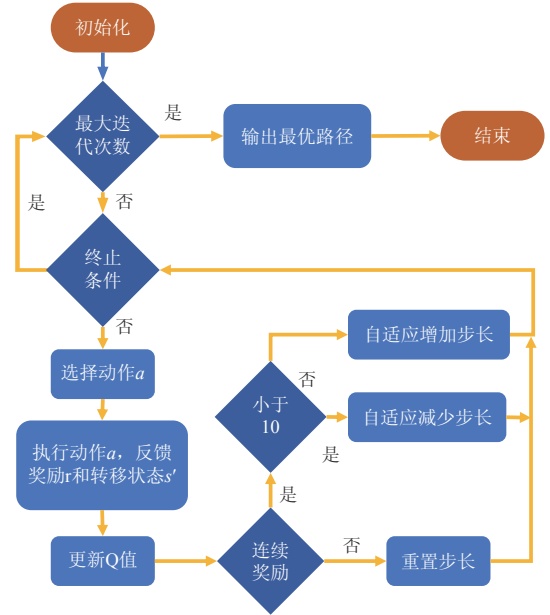 初始化
最大迭
代次数
是
输出最优路径
结束
否
是
终止
条件
否
选择动作a
执行动作a，反馈
奖励r和转移状态s′
更新Q值
连续
奖励
是
否
重置步长
小于
10
否
自适应增加步长
是
自适应减少步长